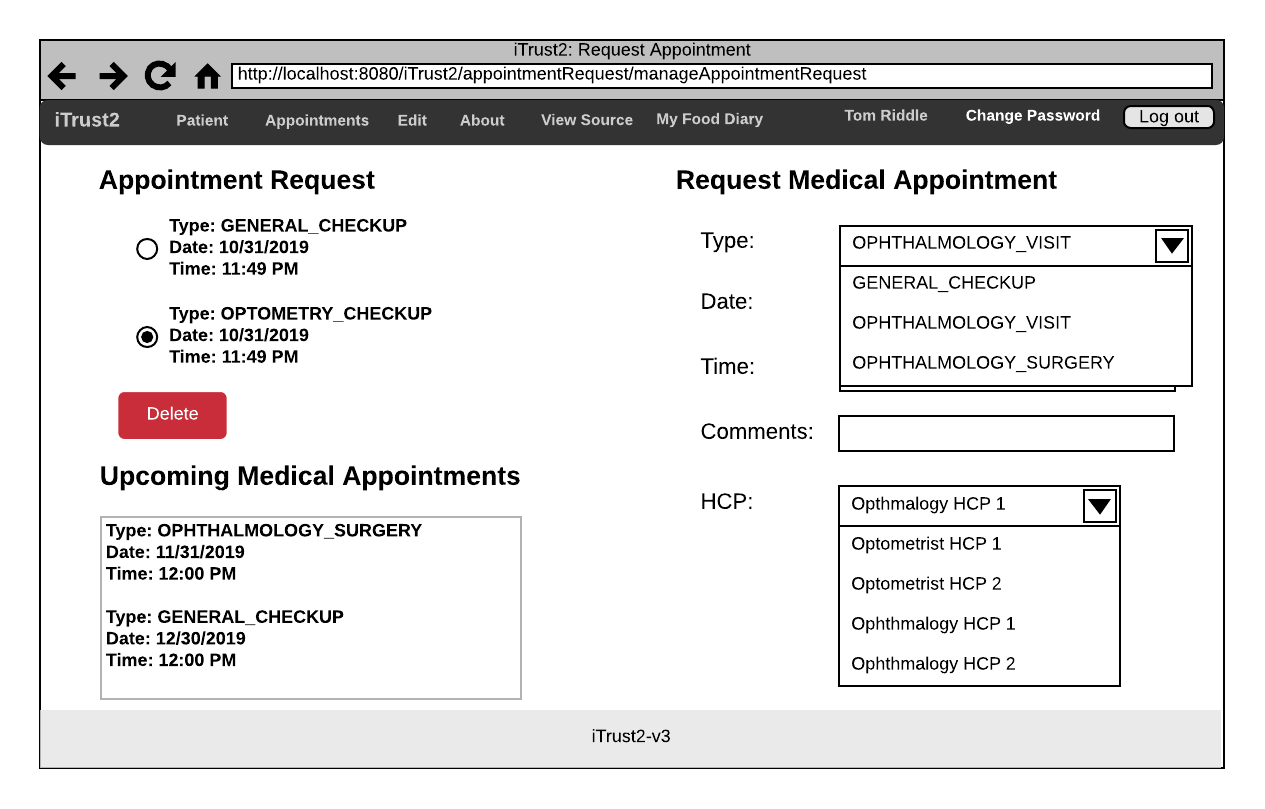 iTrust2: Request Appointment
http://localhost:8080/iTrust2/appointmentRequest/manageAppointmentRequest
iTrust2 Patient Appointments Edit About View Source My Food Diary Tom Riddle Change Password Log out
Appointment Request
Type: GENERAL_CHECKUP
Date: 10/31/2019
Time: 11:49 PM
Type: OPTOMETRY_CHECKUP
Date: 10/31/2019
Time: 11:49 PM
Delete
Upcoming Medical Appointments
Type: OPHTHALMOLOGY_SURGERY
Date: 11/31/2019
Time: 12:00 PM
Type: GENERAL_CHECKUP
Date: 12/30/2019
Time: 12:00 PM
Request Medical Appointment
Type: OPHTHALMOLOGY_VISIT
GENERAL_CHECKUP
Date:
OPHTHALMOLOGY_VISIT
Time: OPHTHALMOLOGY_SURGERY
Comments:
HCP: Opthmalogy HCP 1
Optometrist HCP 1
Optometrist HCP 2
Ophthmalogy HCP 1
Ophthmalogy HCP 2
iTrust2-v3